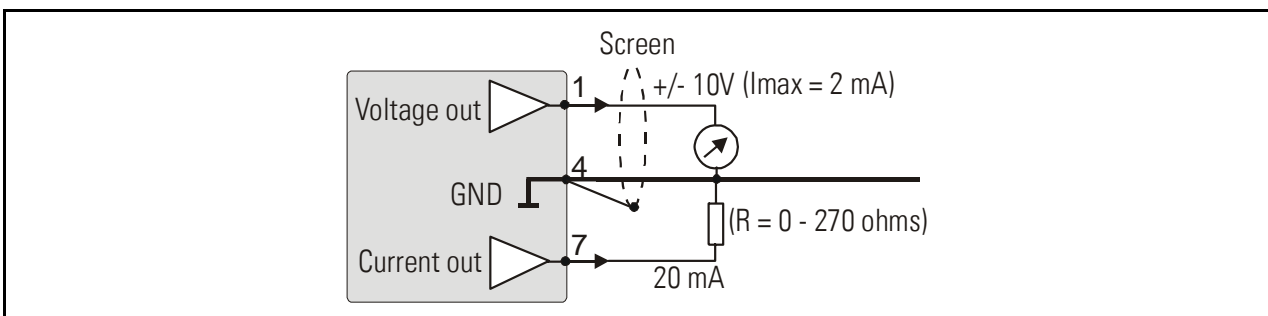 Screen
1
+/- 10V (Imax = 2 mA)
Voltage out
4
GND
(R = 0 - 270 ohms)
7
Current out
20 mA